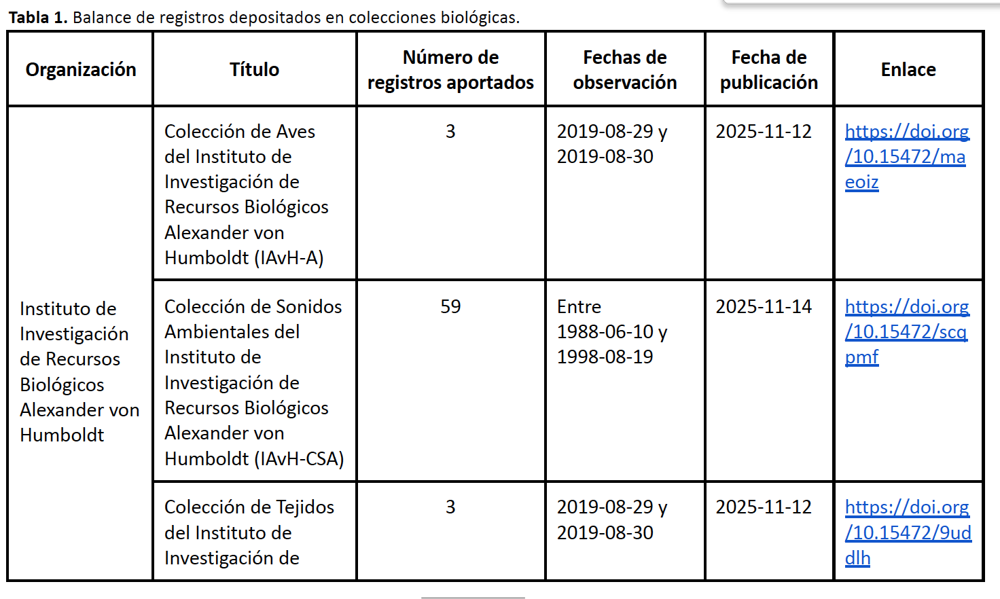 Tabla 1. Balance de registros depositados en colecciones biológicas.
Organización
Título
Número de
registros aportados
Fechas de
observación
Fecha de
publicación
Enlace
Instituto de
Investigación
de Recursos
Biológicos
Alexander von
Humboldt
Colección de Aves
del Instituto de
Investigación de
Recursos Biológicos
Alexander von
Humboldt (IAvH-A)
3
2019-08-29 y
2019-08-30
2025-11-12
https://doi.org
/10.15472/ma
eoiz
Colección de Sonidos
Ambientales del
Instituto de
Investigación de
Recursos Biológicos
Alexander von
Humboldt (IAvH-CSA)
59
Entre
1988-06-10 y
1998-08-19
2025-11-14
https://doi.org
/10.15472/scq
pmf
Colección de Tejidos
del Instituto de
Investigación de
3
2019-08-29 y
2019-08-30
2025-11-12
https://doi.org
/10.15472/9ud
dlh